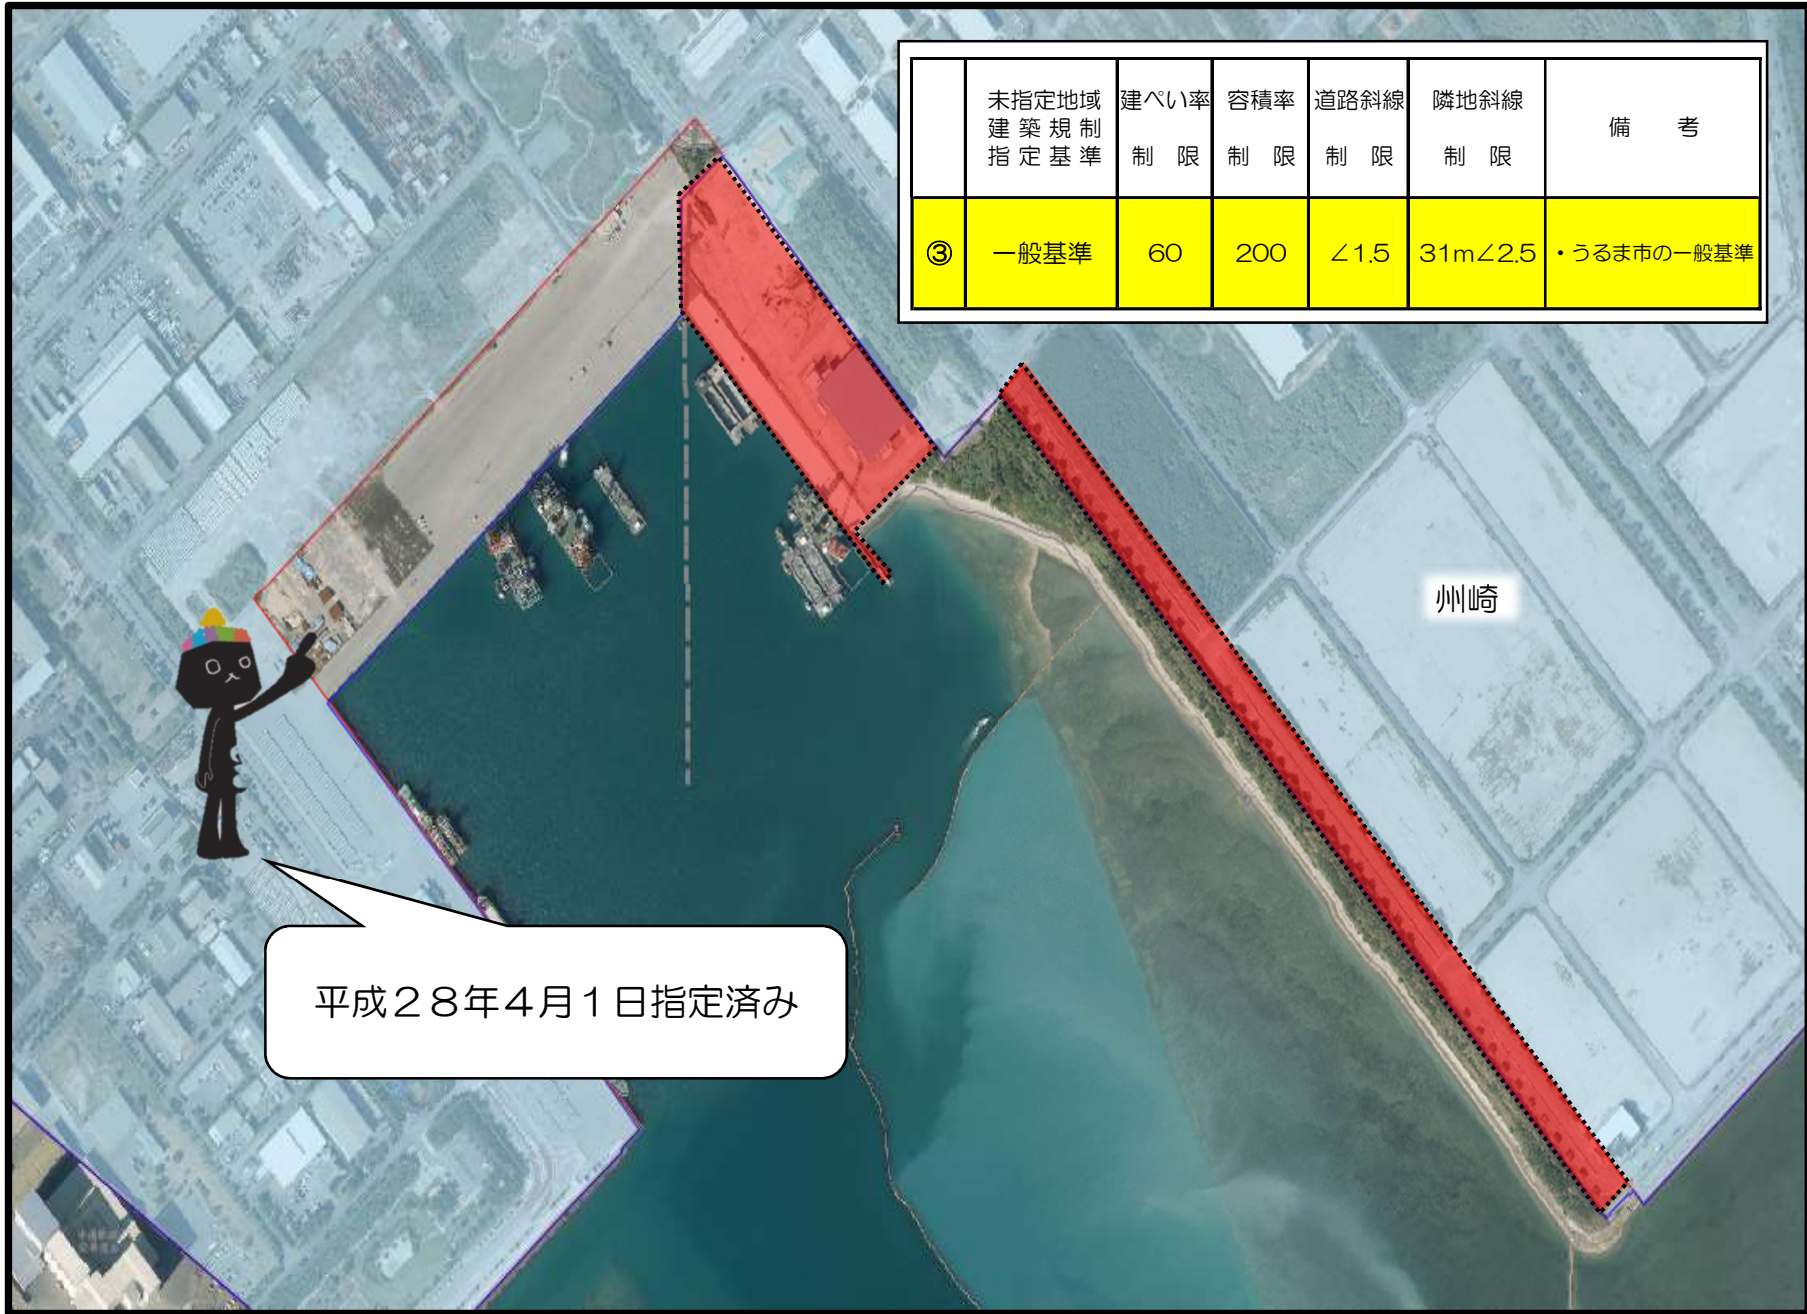 未指定地域
建築規制
指定基準
建ぺい率
制 限
容積率
制 限
道路斜線
制 限
隣地斜線
制 限
備 考
③ 一般基準 60 200 ∠1.5 31m∠2.5 ・うるま市の一般基準
州崎
平成28年4月1日指定済み